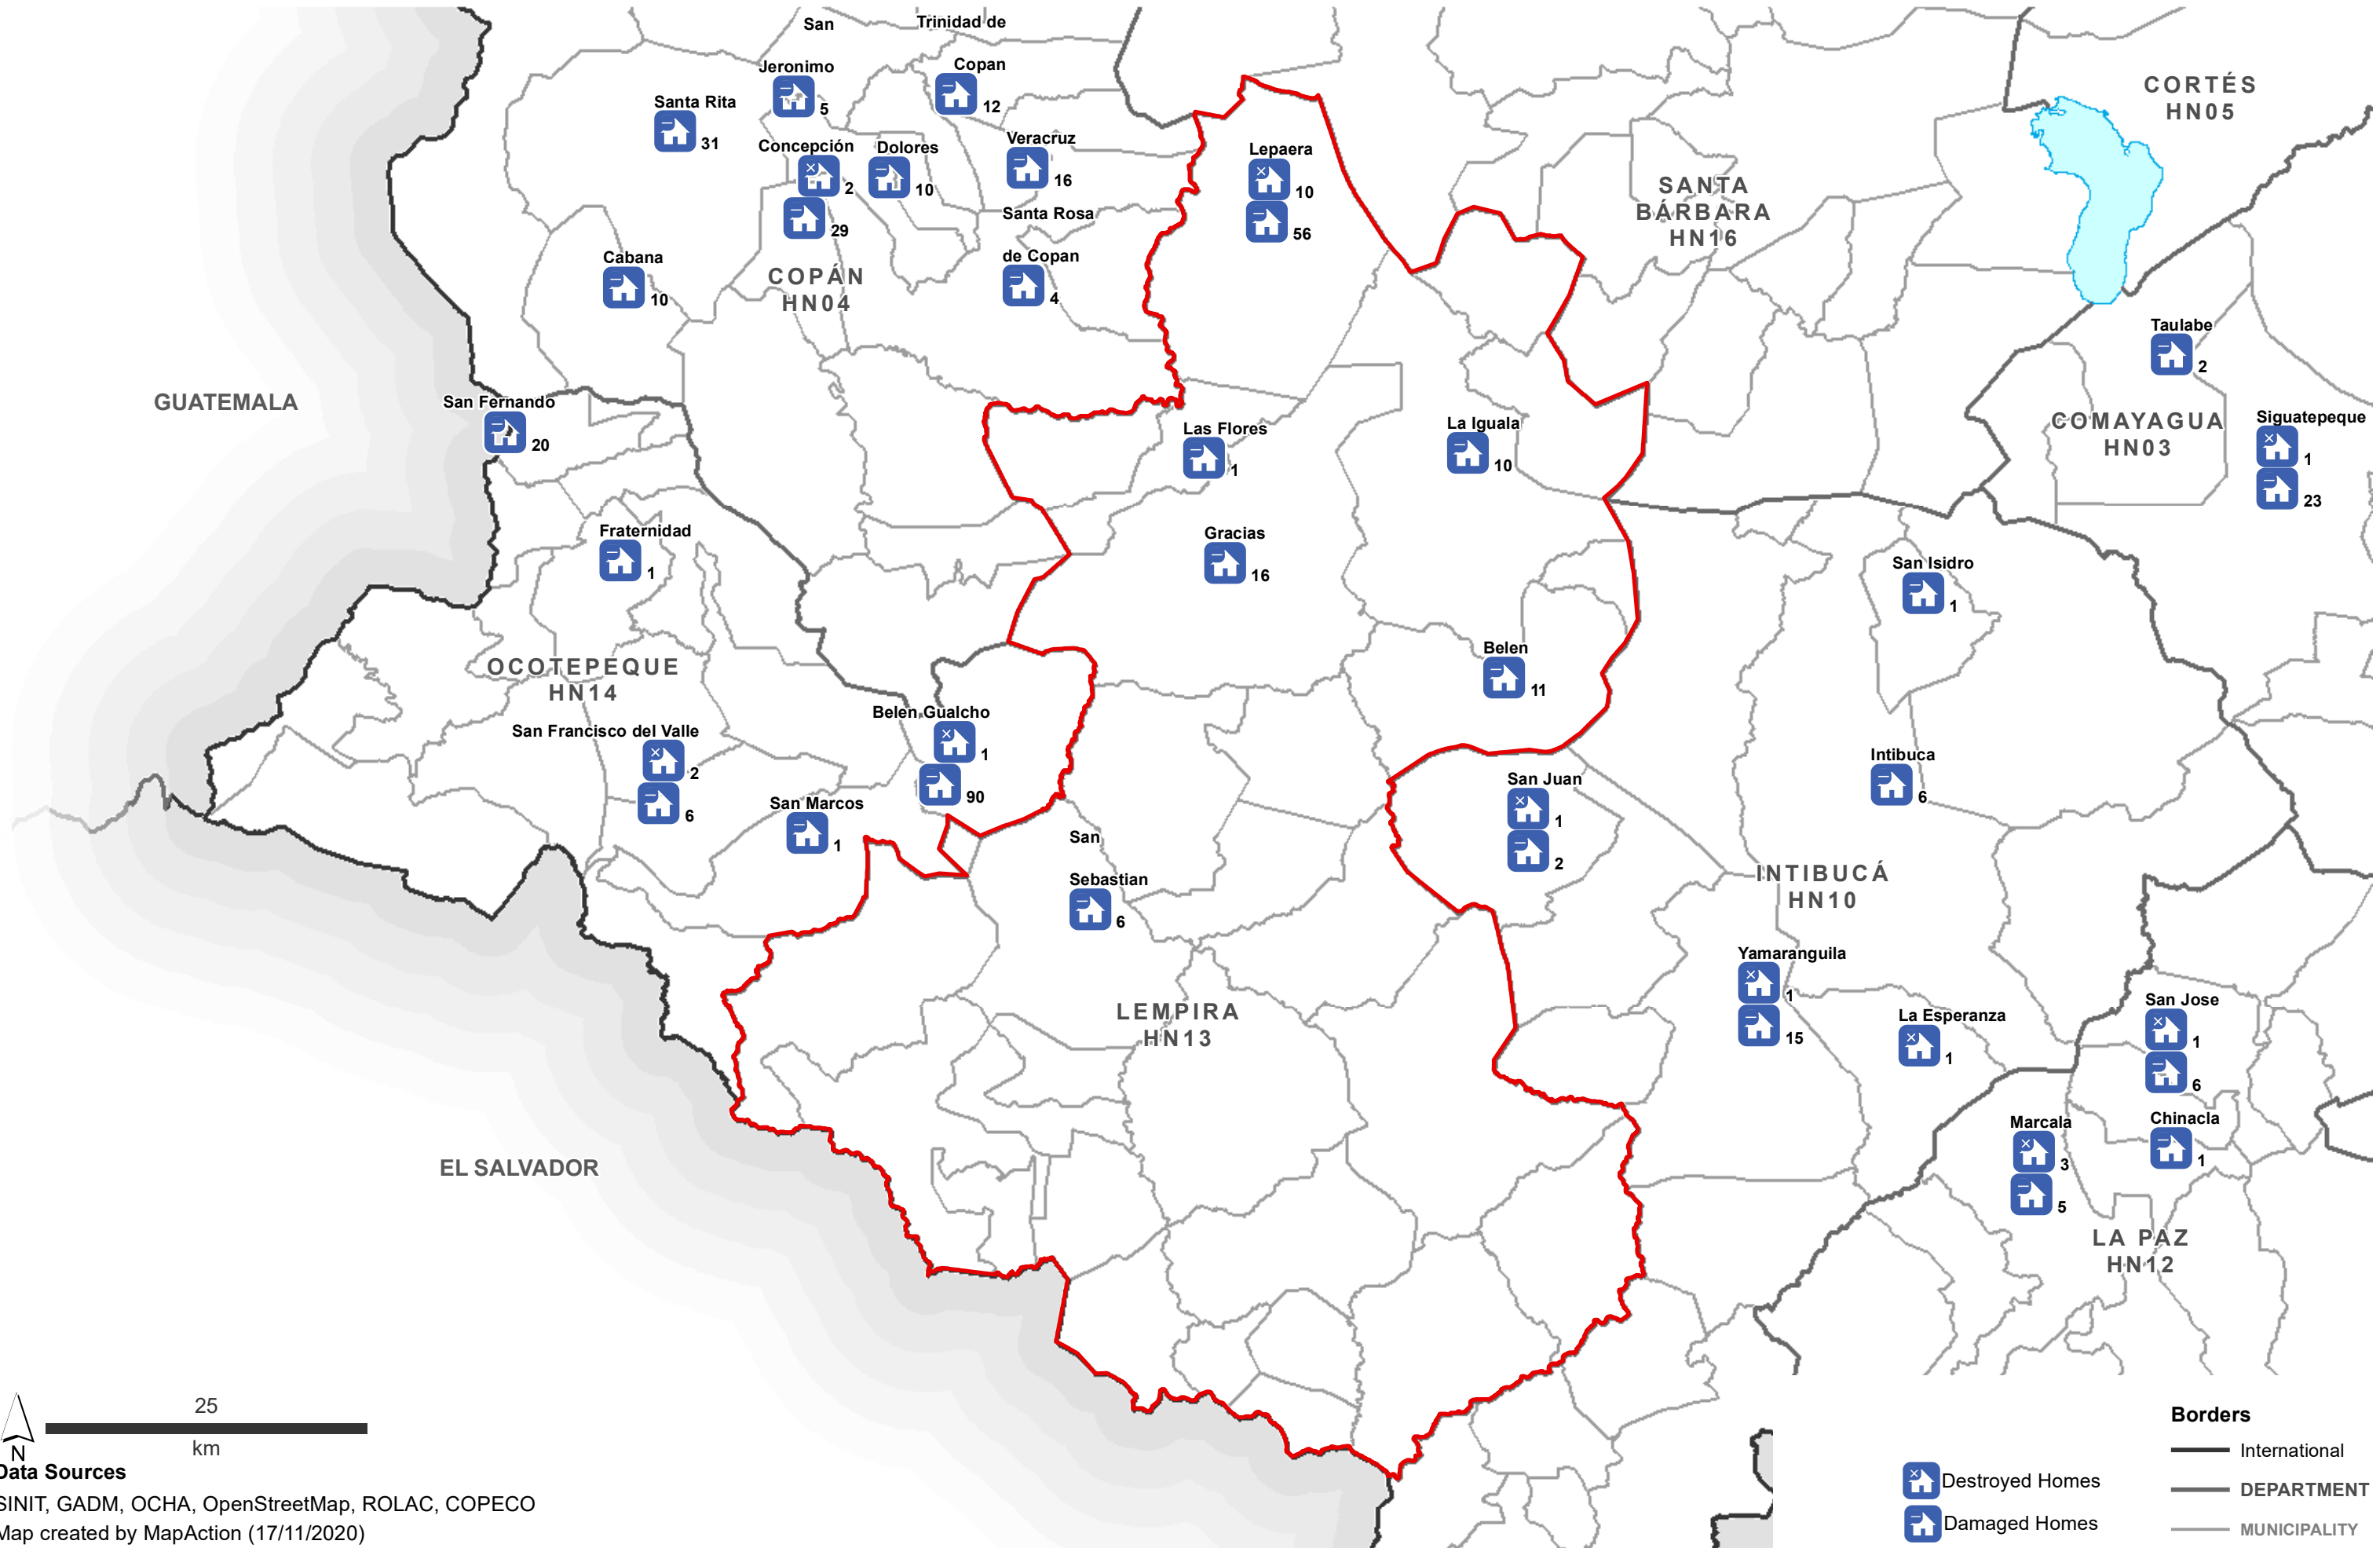 San
Jeronimo
5
Trinidad de
Copan
12
Santa Rita
31
Concepción
2
29
Dolores
10
Veracruz
16
Santa Rosa
de Copan
4
Cabana
10
COPÁN
HN04
Lepaera
10
56
SANTA
BÁRBARA
HN16
CORTÉS
HN05
Taulabe
2
COMAYAGUA
HN03
Siguatepeque
1
23
GUATEMALA
San Fernando
20
Las Flores
1
La Iguala
10
Fraternidad
1
Gracias
16
San Isidro
1
OCOTEPEQUE
HN14
Belen
11
San Francisco del Valle
2
6
Belen Gualcho
1
90
San Marcos
1
San Juan
1
2
Intibuca
6
San
Sebastian
6
INTIBUCÁ
HN10
Yamaranguila
1
15
La Esperanza
1
LEMPIRA
HN13
San Jose
1
6
Marcala
3
5
Chinacla
1
EL SALVADOR
LA PAZ
HN12
25
km
N
Data Sources
SINIT, GADM, OCHA, OpenStreetMap, ROLAC, COPECO
Map created by MapAction (17/11/2020)
Destroyed Homes
Damaged Homes
Borders
International
DEPARTMENT
MUNICIPALITY